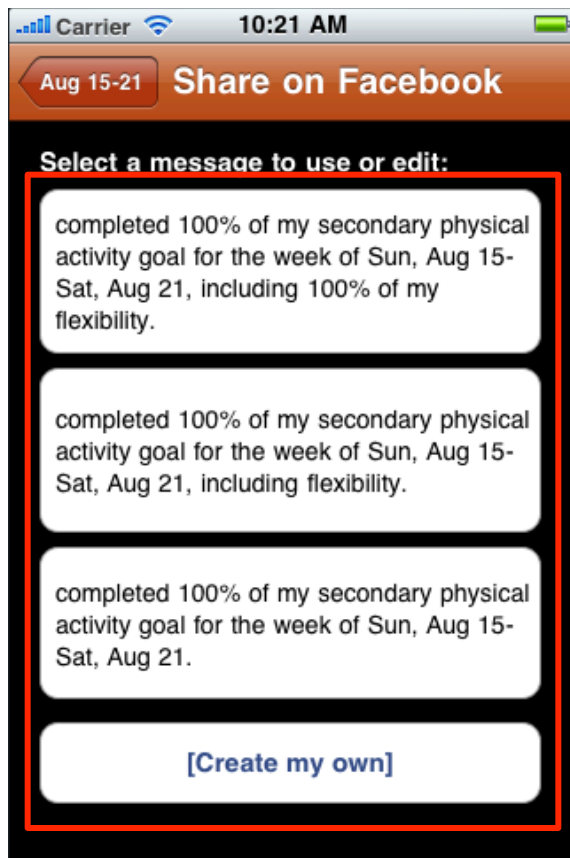 Carrier 10:21 AM
Aug 15-21 Share on Facebook
Select a message to use or edit:
completed 100% of my secondary physical
activity goal for the week of Sun, Aug 15-
Sat, Aug 21, including 100% of my
flexibility.
completed 100% of my secondary physical
activity goal for the week of Sun, Aug 15-
Sat, Aug 21, including flexibility.
completed 100% of my secondary physical
activity goal for the week of Sun, Aug 15-
Sat, Aug 21.
[Create my own]